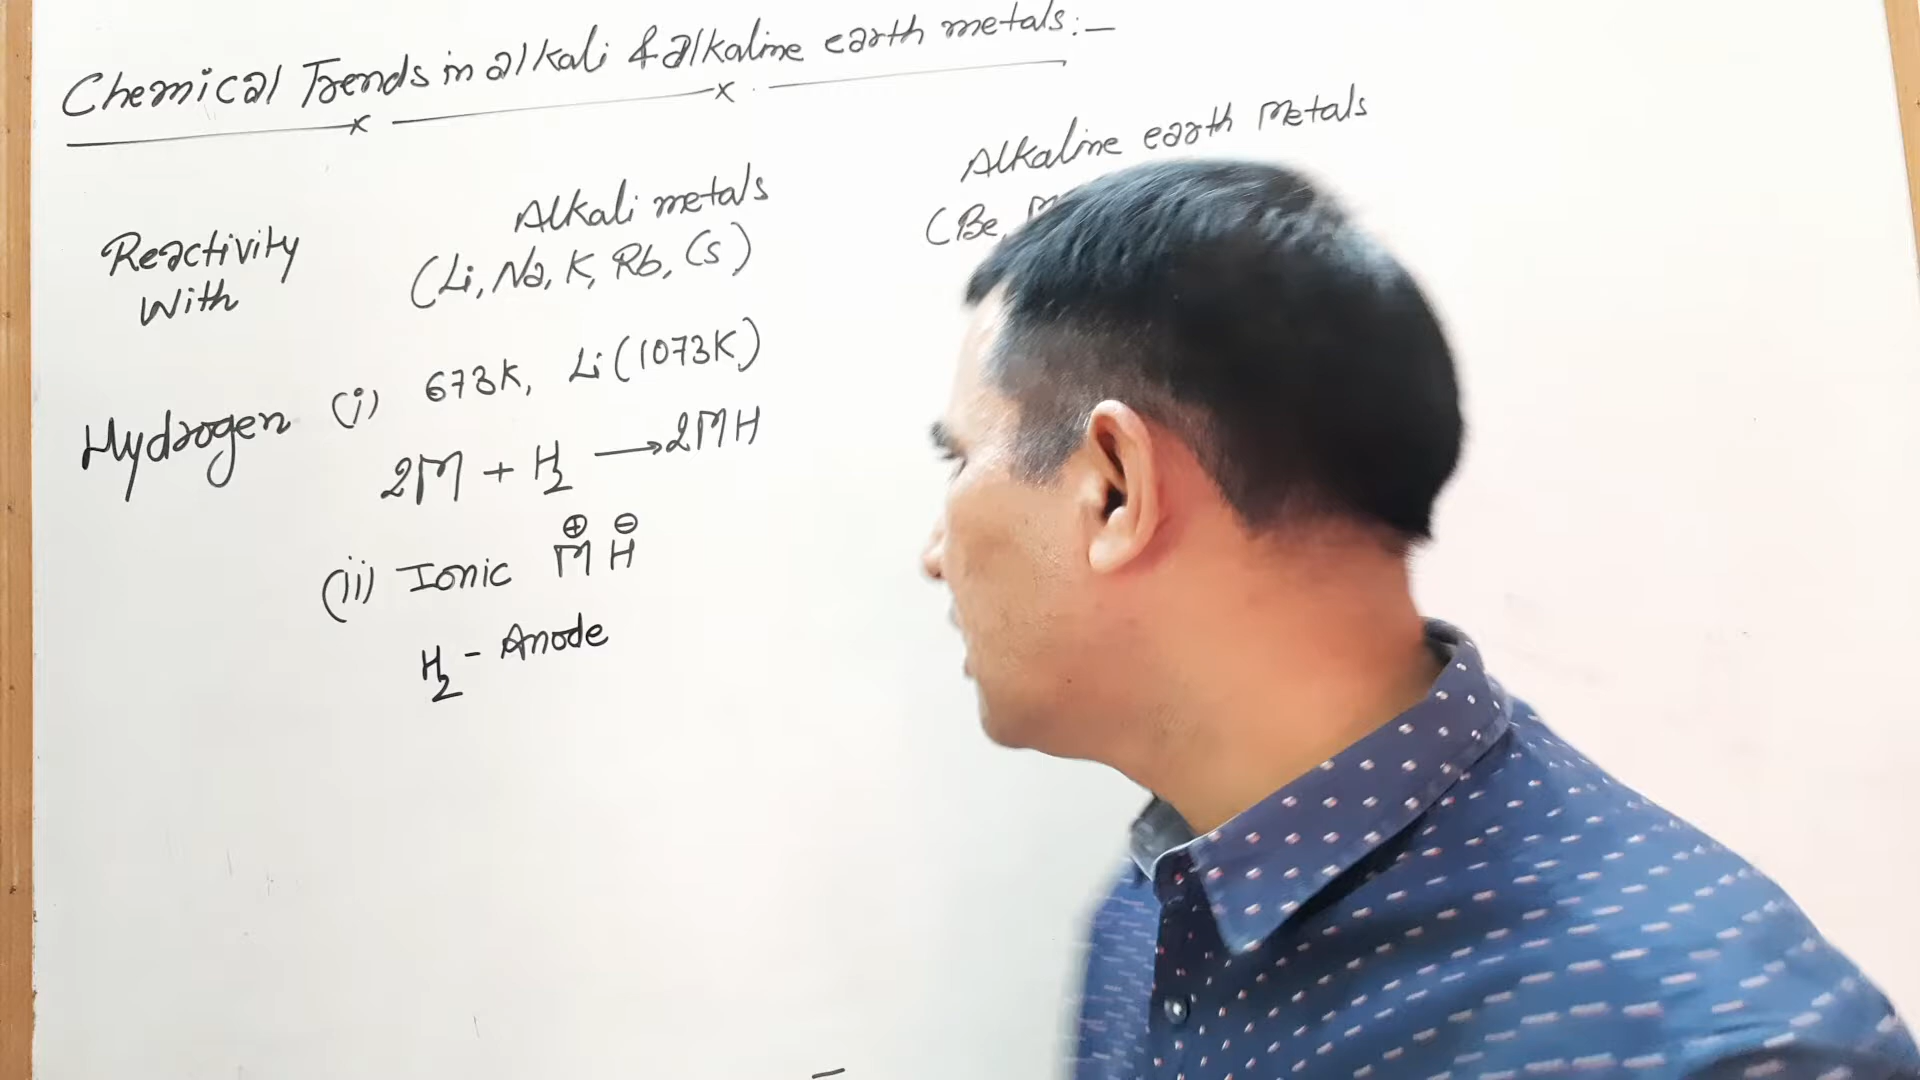 Chemical Trends in alkali & alkaline earth metals:-
Alkaline earth Metals
(Be,
Alkali metals
(Li, Na, K, Rb, Cs)
Reactivity
With
Hydrogen (i) 673K, Li (1073K)
2M + H2 → 2MH
(ii) Ionic M⊕ H⊖
H2 - Anode